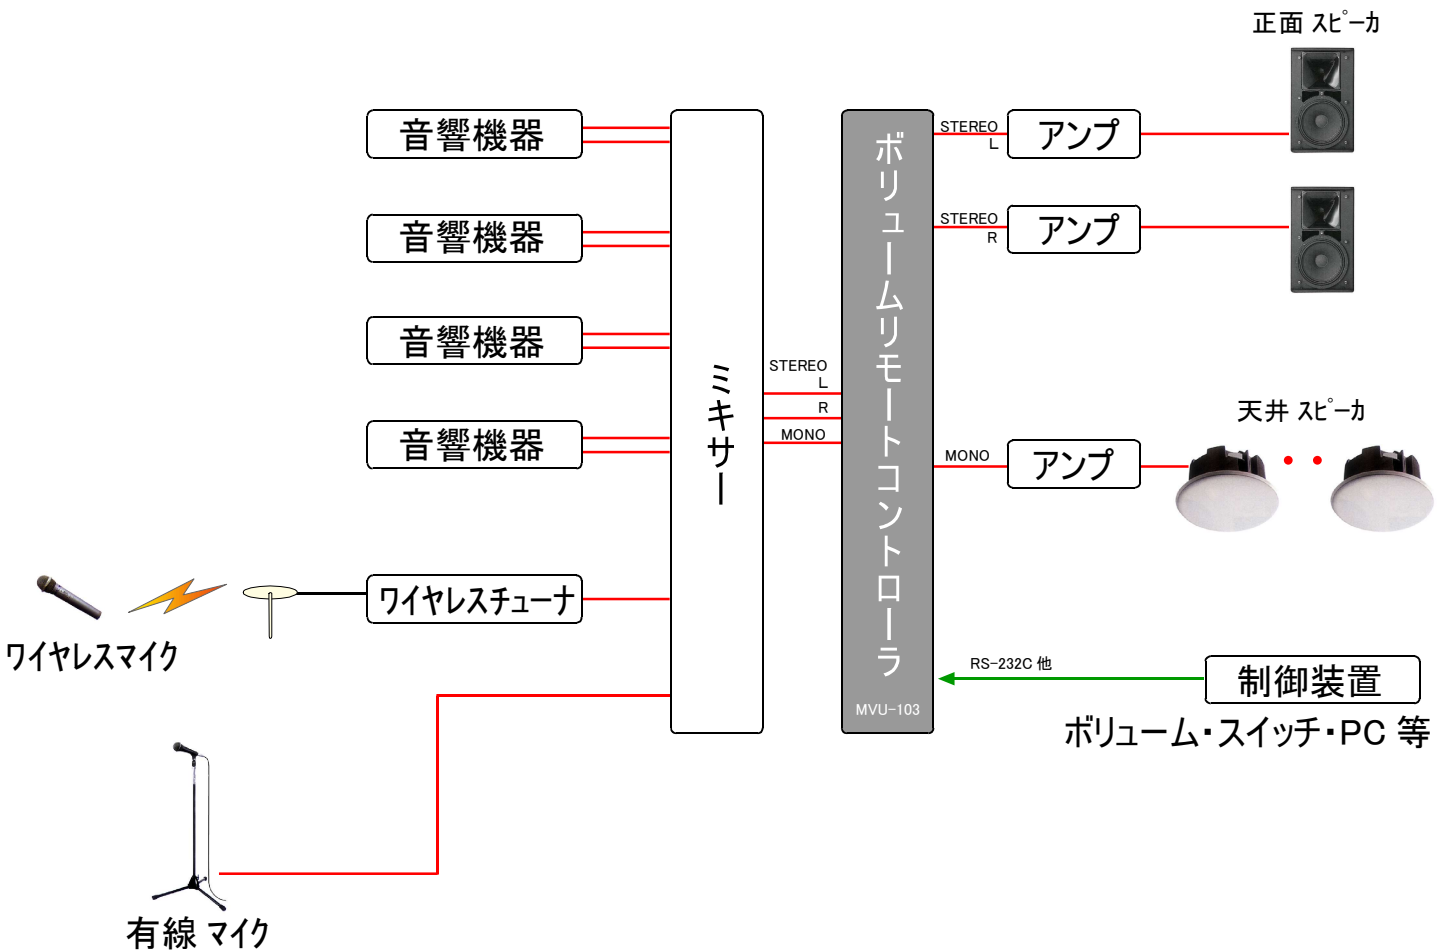 正面 スピーカ
音響機器
STEREO
L
アンプ
音響機器
STEREO
R
アンプ
音響機器
音響機器
ミキサー
STEREO
L
R
MONO
ボリュームリモートコントローラ
MVU-103
MONO
アンプ
天井 スピーカ
ワイヤレスチューナ
ワイヤレスマイク
RS-232C 他
制御装置
ボリューム・スイッチ・PC 等
有線 マイク